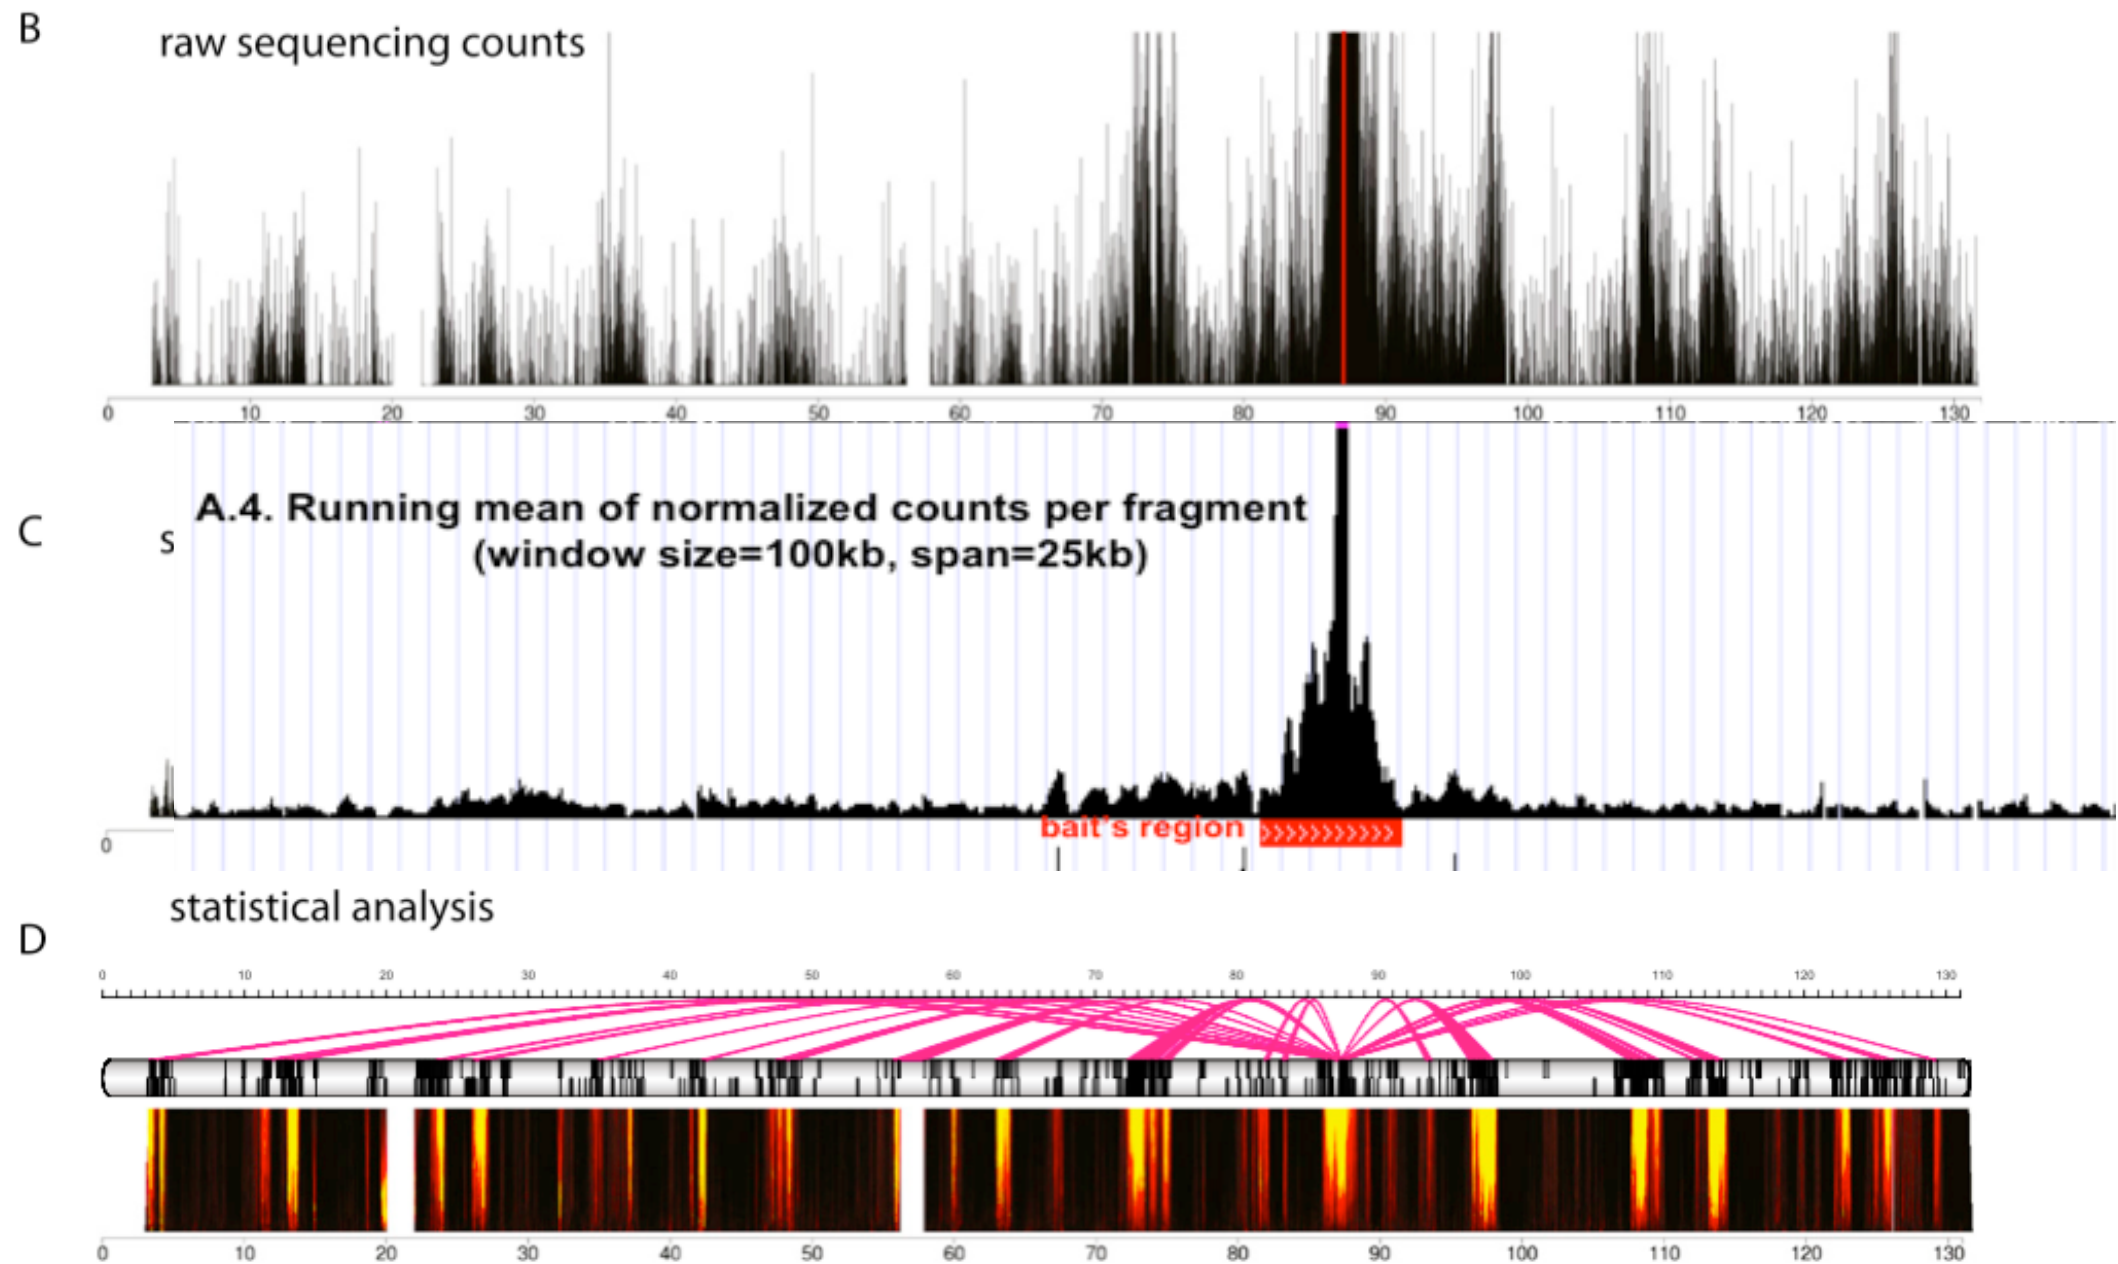 B
raw sequencing counts
0 10 20 30 40 50 60 70 80 90 100 110 120 130
A.4. Running mean of normalized counts per fragment
(window size=100kb, span=25kb)
C
s
bait's region
0
statistical analysis
D
0 10 20 30 40 50 60 70 80 90 100 110 120 130
0 10 20 30 40 50 60 70 80 90 100 110 120 130